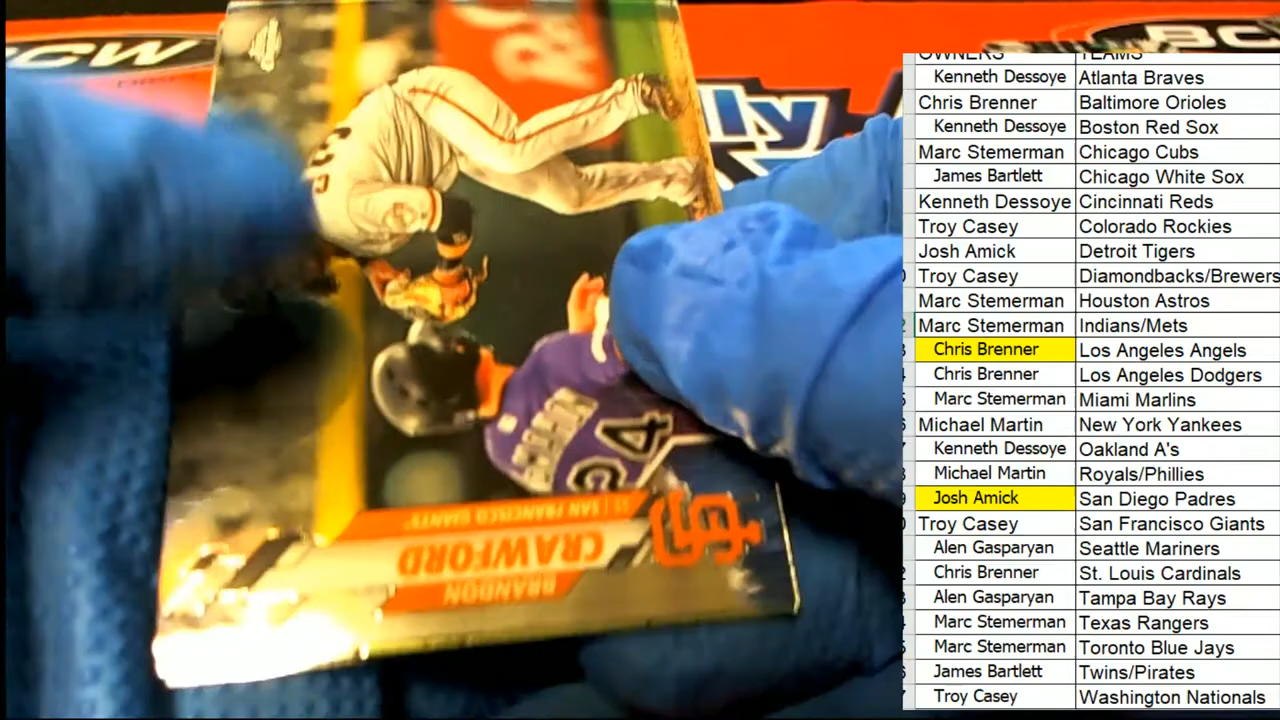 BCW
BCW
lly
OWNERS TEAMS
Kenneth Dessoye Atlanta Braves
Chris Brenner Baltimore Orioles
Kenneth Dessoye Boston Red Sox
Marc Stemerman Chicago Cubs
James Bartlett Chicago White Sox
Kenneth Dessoye Cincinnati Reds
Troy Casey Colorado Rockies
Josh Amick Detroit Tigers
Troy Casey Diamondbacks/Brewers
Marc Stemerman Houston Astros
Marc Stemerman Indians/Mets
Chris Brenner Los Angeles Angels
Chris Brenner Los Angeles Dodgers
Marc Stemerman Miami Marlins
Michael Martin New York Yankees
Kenneth Dessoye Oakland A's
Michael Martin Royals/Phillies
Josh Amick San Diego Padres
Troy Casey San Francisco Giants
Alen Gasparyan Seattle Mariners
Chris Brenner St. Louis Cardinals
Alen Gasparyan Tampa Bay Rays
Marc Stemerman Texas Rangers
Marc Stemerman Toronto Blue Jays
James Bartlett Twins/Pirates
Troy Casey Washington Nationals
BRANDON
CRAWFORD
SS | SAN FRANCISCO GIANTS
SF